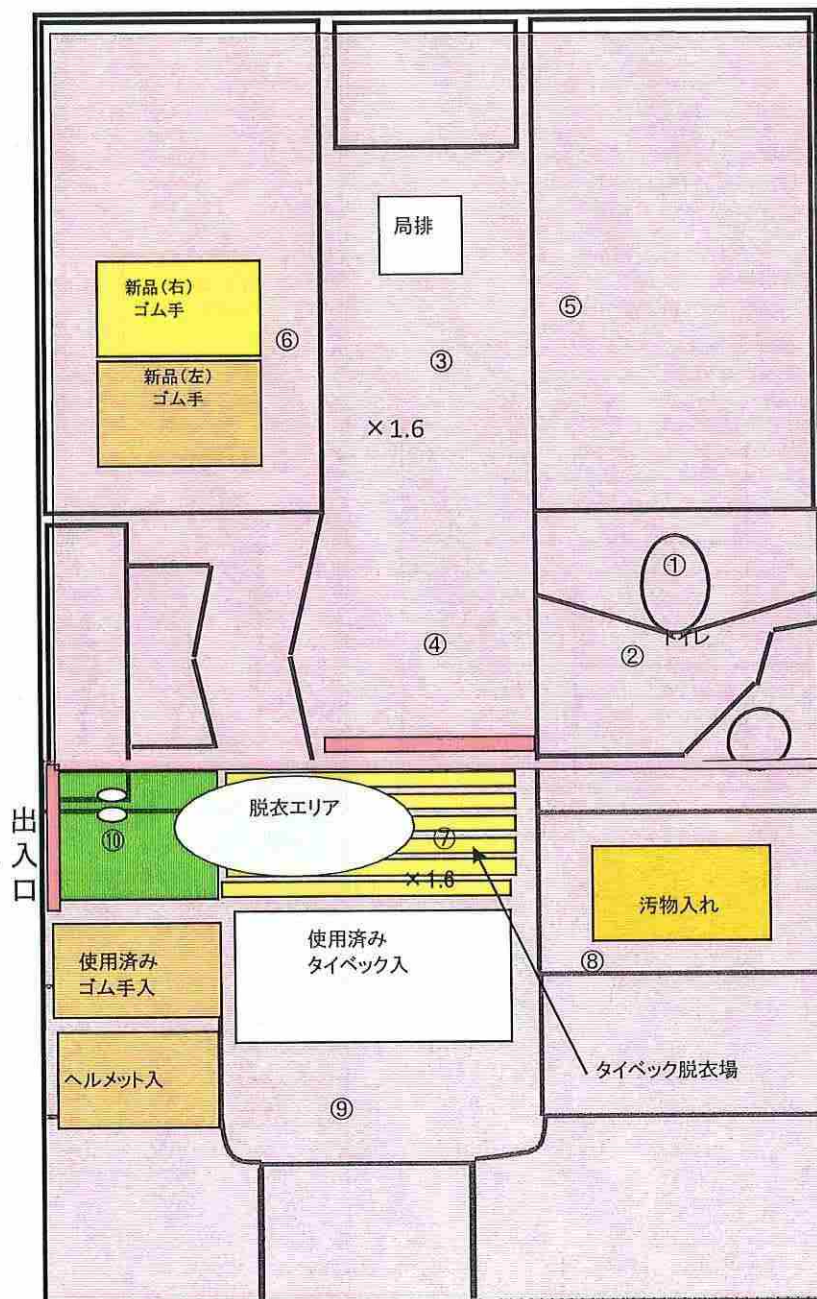 局排
新品(右)
ゴム手
⑥
⑤
③
新品(左)
ゴム手
×1.6
①
トイレ
②
④
出入口
⑩
脱衣エリア
⑦
×1.6
汚物入れ
使用済み
ゴム手入
使用済み
タイベック入
⑧
ヘルメット入
タイベック脱衣場
⑨